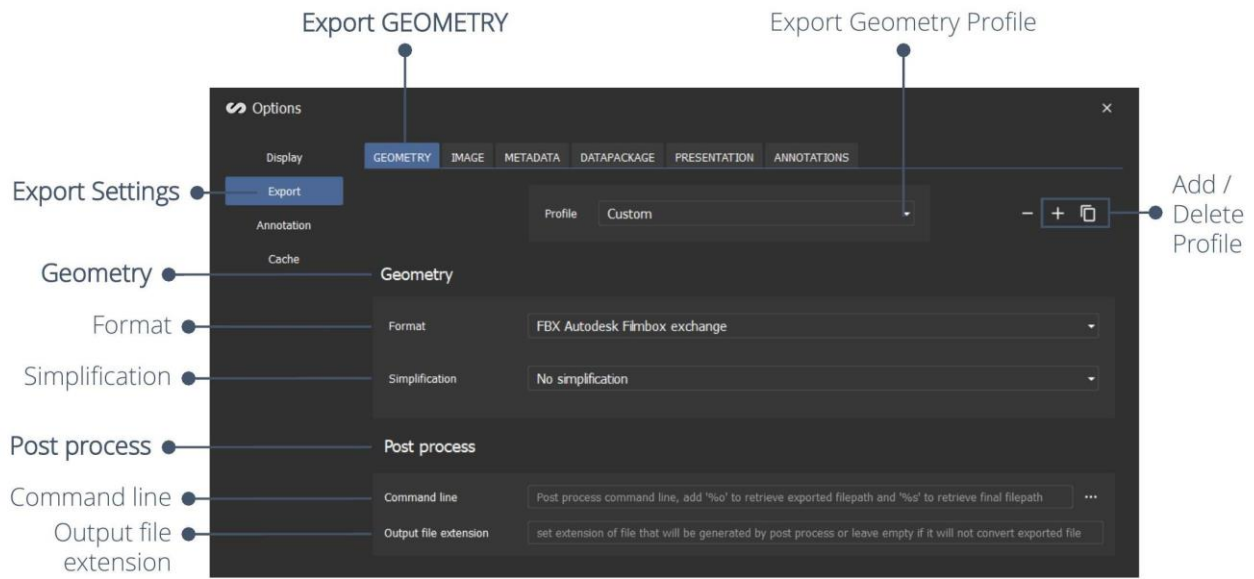 Export GEOMETRY
Export Geometry Profile
Options
×
Display
GEOMETRY IMAGE METADATA DATAPACKAGE PRESENTATION ANNOTATIONS
Export Settings
Export
Profile Custom
− +
Add /
Delete
Profile
Annotation
Cache
Geometry
Geometry
Format
Format FBX Autodesk Filmbox exchange
Simplification
Simplification No simplification
Post process
Post process
Command line
Command line Post process command line, add '%o' to retrieve exported filepath and '%s' to retrieve final filepath ...
Output file
extension
Output file extension set extension of file that will be generated by post process or leave empty if it will not convert exported file